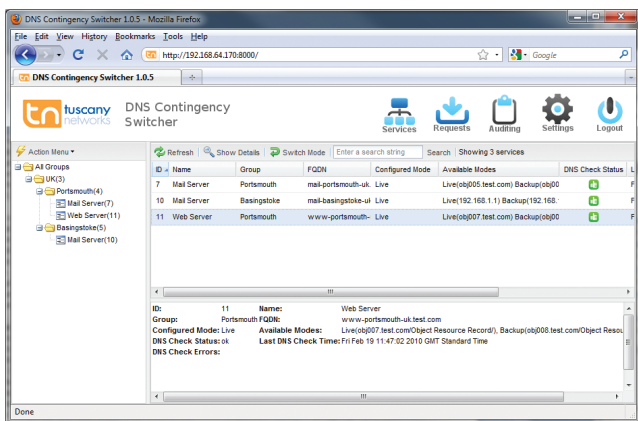 DNS Contingency Switcher 1.0.5 - Mozilla Firefox
File Edit View History Bookmarks Tools Help
http://192.168.64.170:8000/
Google
DNS Contingency Switcher 1.0.5
tuscany networks
DNS Contingency Switcher
Services Requests Auditing Settings Logout
Action Menu
Refresh Show Details Switch Mode Enter a search string Search Showing 3 services
All Groups
UK(3)
Portsmouth(4)
Mail Server(7)
Web Server(11)
Basingstoke(5)
Mail Server(10)
ID Name Group FQDN Configured Mode Available Modes DNS Check Status L
7 Mail Server Portsmouth mail-portsmouth-uk. Live Live(obj005.test.com) Backup(obj00 F
10 Mail Server Basingstoke mail-basingstoke-uk Live Live(192.168.1.1) Backup(192.168. F
11 Web Server Portsmouth www-portsmouth- Live Live(obj007.test.com) Backup(obj00 F
ID: 11 Name: Web Server
Group: Portsmouth FQDN: www-portsmouth-uk.test.com
Configured Mode: Live Available Modes: Live(obj007.test.com/Object Resource Record/), Backup(obj008.test.com/Object Resou
DNS Check Status: ok Last DNS Check Time: Fri Feb 19 11:47:02 2010 GMT Standard Time
DNS Check Errors:
Done